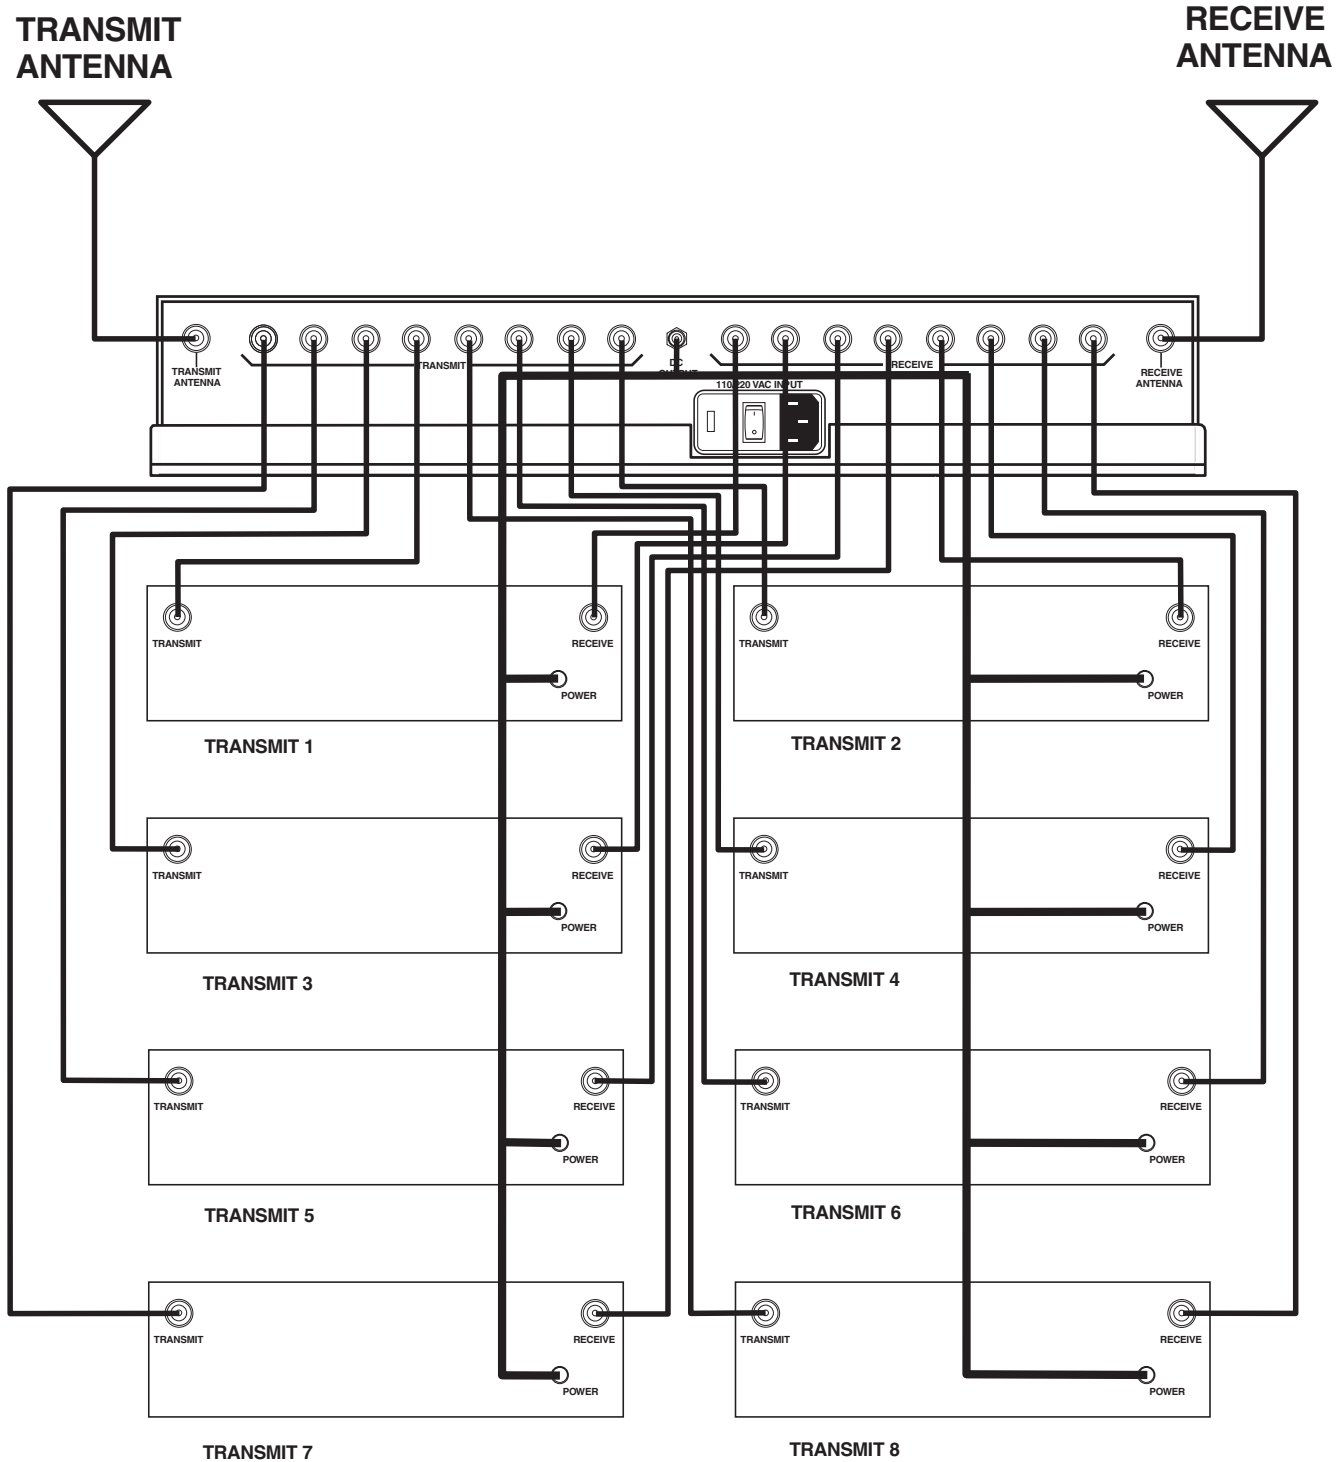 TRANSMIT
ANTENNA
RECEIVE
ANTENNA
TRANSMIT
ANTENNA
TRANSMIT
DC
OUTPUT
110/220 VAC INPUT
RECEIVE
RECEIVE
ANTENNA
TRANSMIT
RECEIVE
POWER
TRANSMIT 1
TRANSMIT
RECEIVE
POWER
TRANSMIT 2
TRANSMIT
RECEIVE
POWER
TRANSMIT 3
TRANSMIT
RECEIVE
POWER
TRANSMIT 4
TRANSMIT
RECEIVE
POWER
TRANSMIT 5
TRANSMIT
RECEIVE
POWER
TRANSMIT 6
TRANSMIT
RECEIVE
POWER
TRANSMIT 7
TRANSMIT
RECEIVE
POWER
TRANSMIT 8